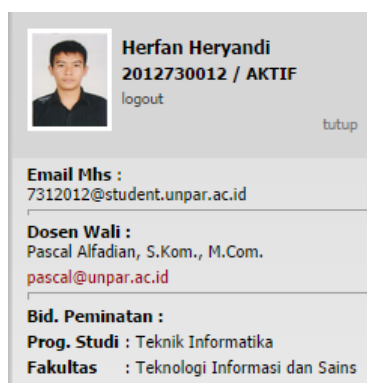 Herfan Heryandi
2012730012 / AKTIF
logout
tutup
Email Mhs :
7312012@student.unpar.ac.id
Dosen Wali :
Pascal Alfadian, S.Kom., M.Com.
pascal@unpar.ac.id
Bid. Peminatan :
Prog. Studi : Teknik Informatika
Fakultas : Teknologi Informasi dan Sains